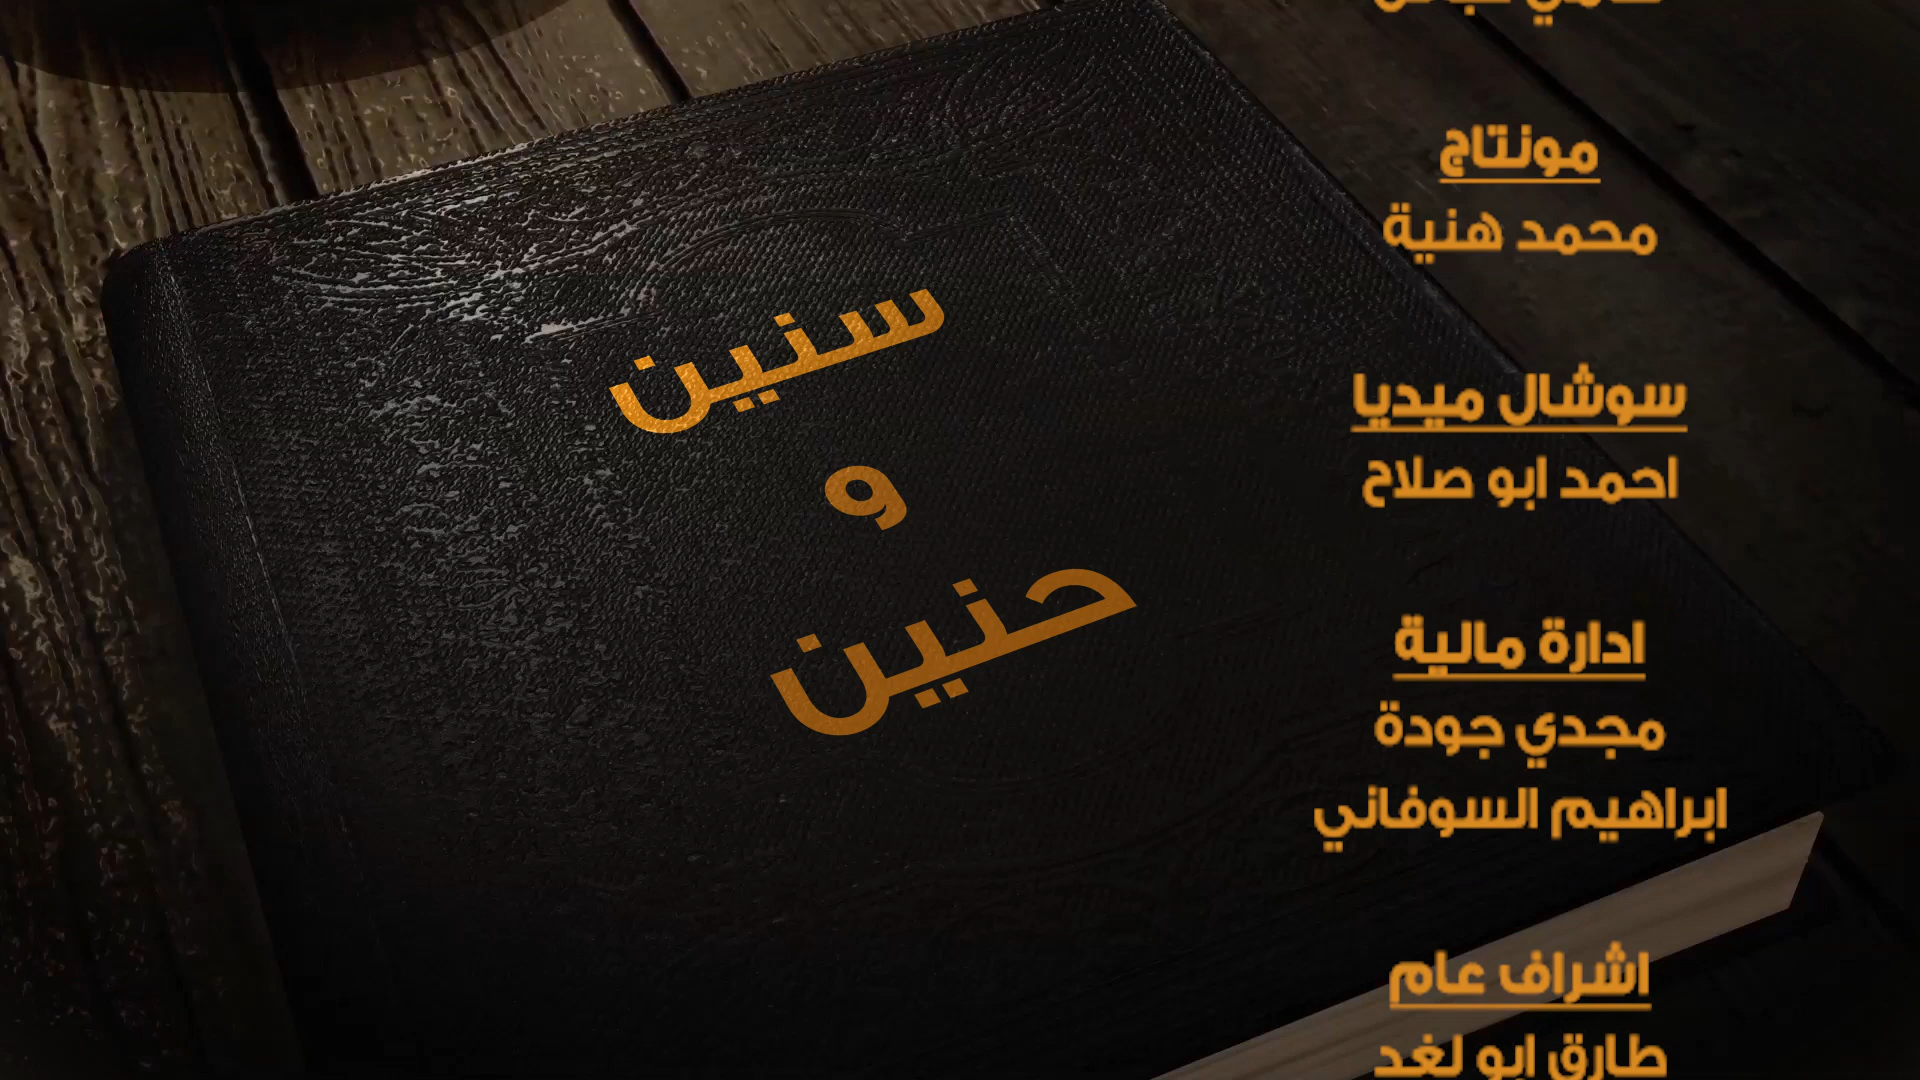 سنين
و
حنين
مونتاج
محمد هنية
سوشال ميديا
احمد ابو صلاح
ادارة مالية
مجدي جودة
ابراهيم السوفاني
اشراف عام
طارق ابو لغد